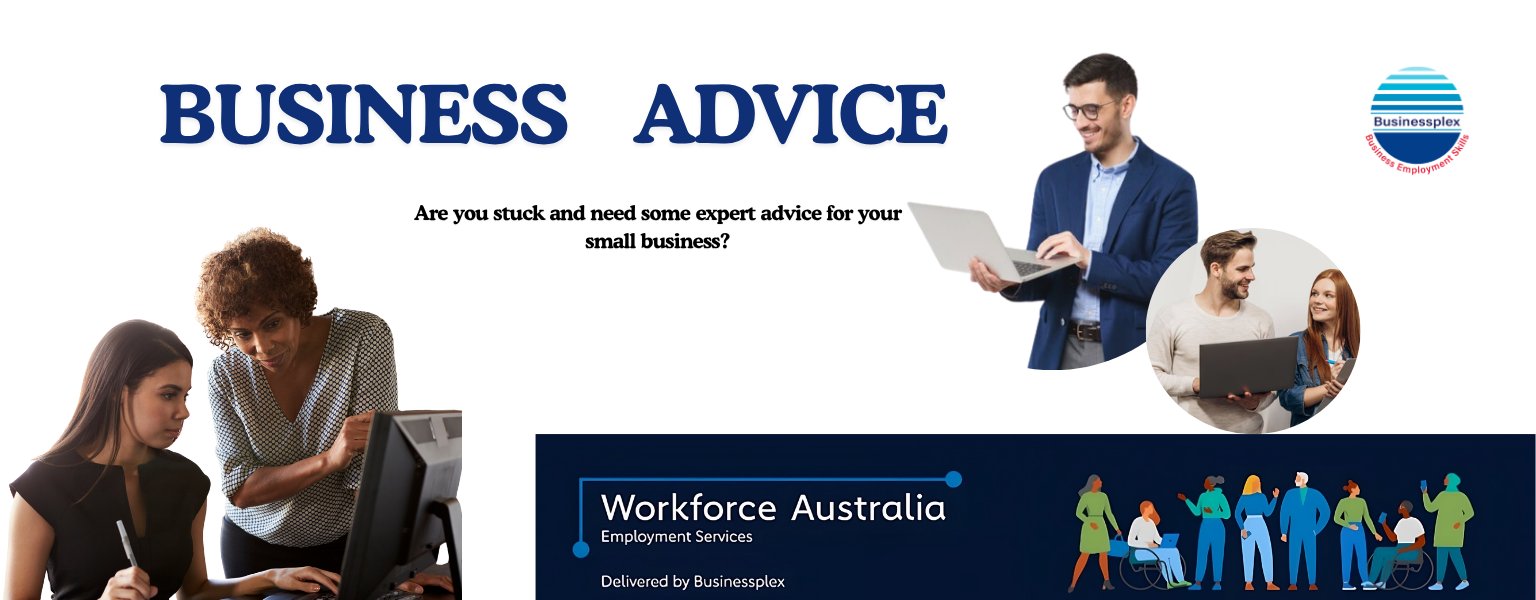 BUSINESS ADVICE
Businessplex
Business Employment Skills
Are you stuck and need some expert advice for your
small business?
Workforce Australia
Employment Services
Delivered by Businessplex